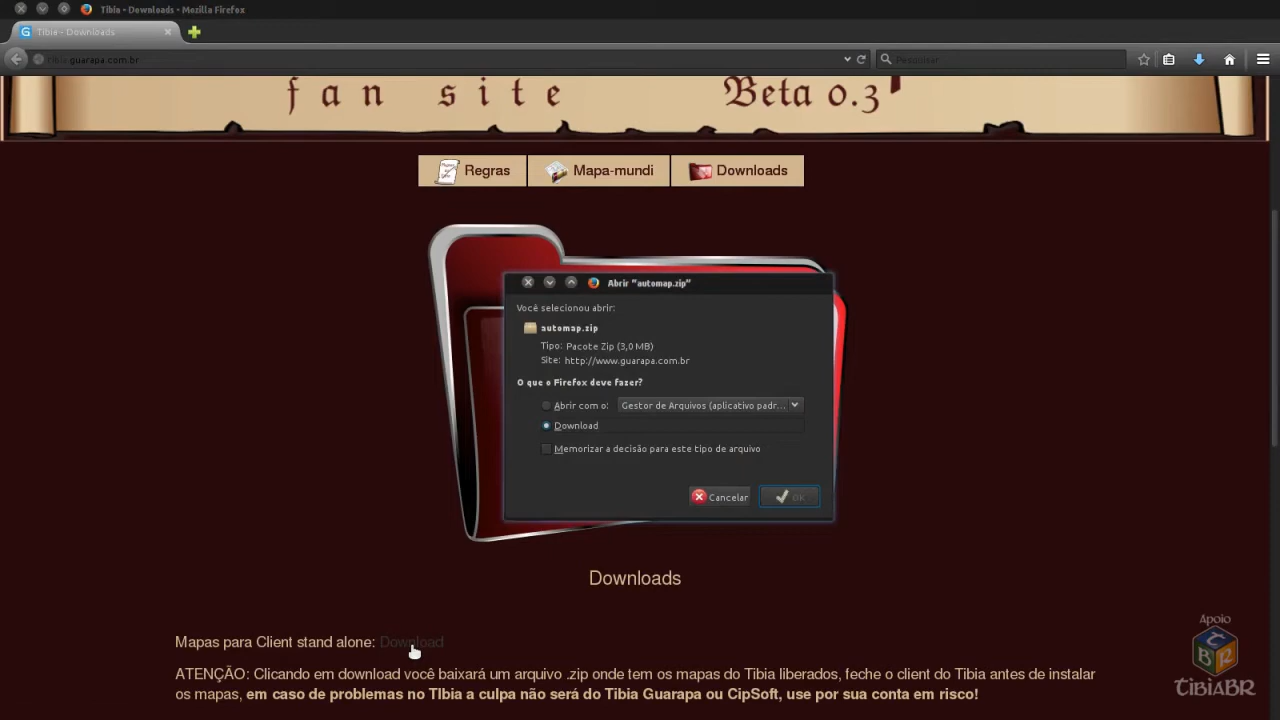 Tibia - Downloads - Mozilla Firefox
Tibia - Downloads
tibia.guarapa.com.br
Pesquisar
fan site Beta 0.3
Regras
Mapa-mundi
Downloads
Abrir "automap.zip"
Você selecionou abrir:
automap.zip
Tipo: Pacote Zip (3,0 MB)
Site: http://www.guarapa.com.br
O que o Firefox deve fazer?
Abrir com o: Gestor de Arquivos (aplicativo padr...
Download
Memorizar a decisão para este tipo de arquivo
Cancelar
Ok
Downloads
Mapas para Client stand alone: Download
ATENÇÃO: Clicando em download você baixará um arquivo .zip onde tem os mapas do Tibia liberados, feche o client do Tibia antes de instalar
os mapas, em caso de problemas no TIbia a culpa não será do Tibia Guarapa ou CipSoft, use por sua conta em risco!
Apoio
TBR
TIBIABR